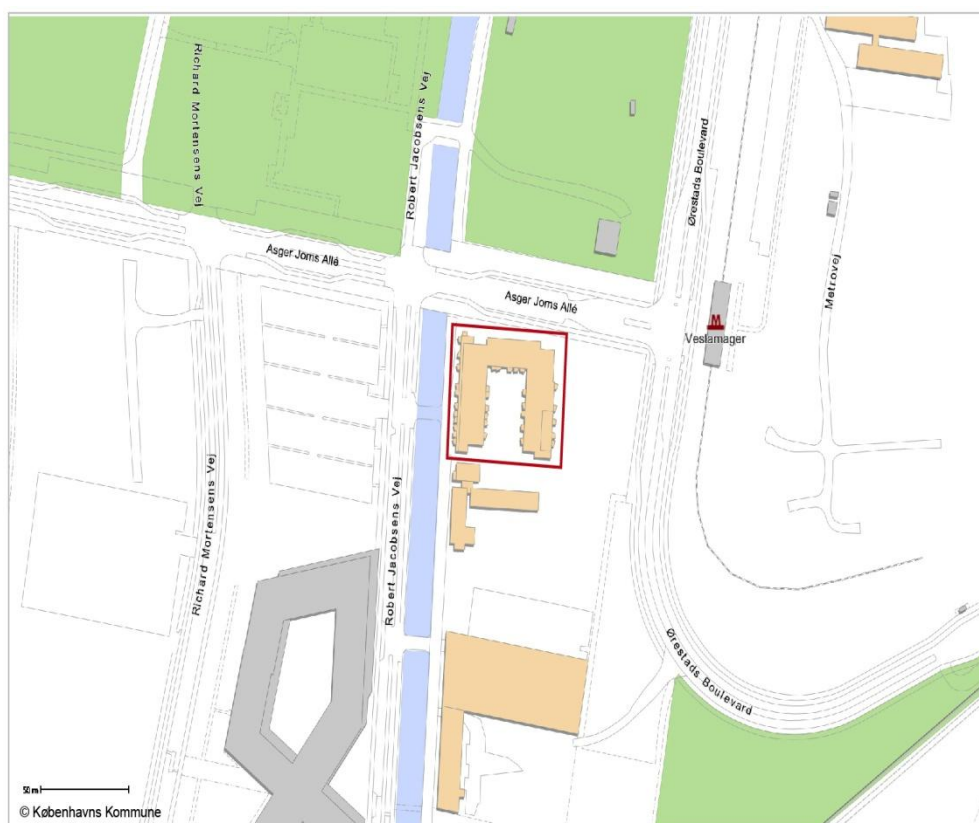 Richard Mortensens Vej
Robert Jacobsens Vej
Ørestads Boulevard
Asger Jorns Allé
Asger Jorns Allé
M
Vestamager
Metrovej
Richard Mortensens Vej
Robert Jacobsens Vej
Ørestads Boulevard
50 m
© Københavns Kommune